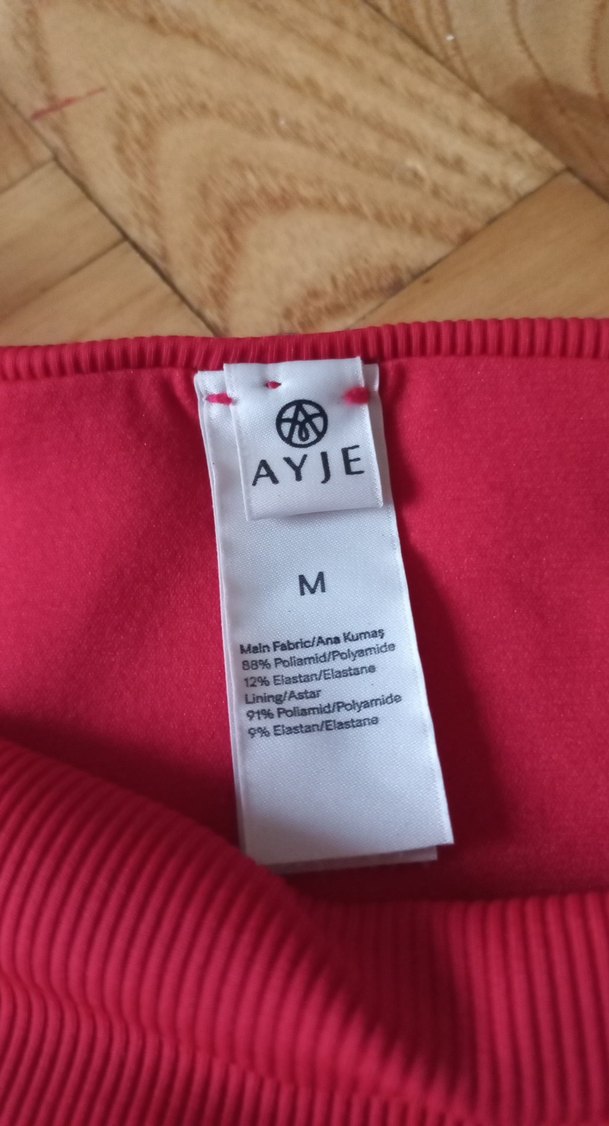 AYJE
M
Main Fabric/Ana Kumaş
88% Poliamid/Polyamide
12% Elastan/Elastane
Lining/Astar
91% Poliamid/Polyamide
9% Elastan/Elastane